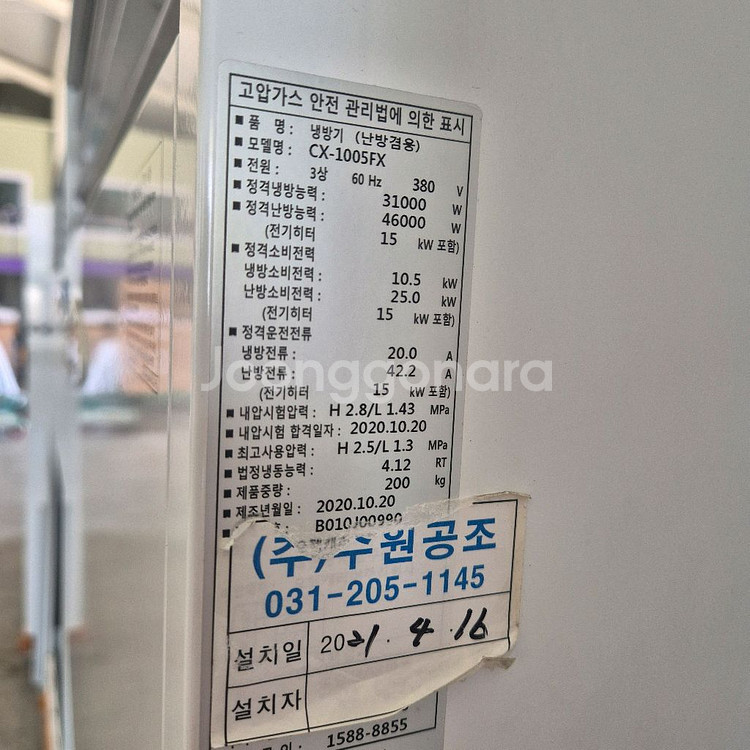 고압가스 안전 관리법에 의한 표시
■ 품 명 : 냉방기 (난방겸용)
■ 모델명 : CX-1005FX
■ 전원 : 3상 60 Hz 380 V
■ 정격냉방능력 : 31000 W
■ 정격난방능력 : 46000 W
(전기히터 15 kW 포함)
■ 정격소비전력
냉방소비전력 : 10.5 kW
난방소비전력 : 25.0 kW
(전기히터 15 kW 포함)
■ 정격운전전류
냉방전류 : 20.0 A
난방전류 : 42.2 A
(전기히터 15 kW 포함)
■ 내압시험압력 : H 2.8/L 1.43 MPa
■ 내압시험 합격일자 : 2020.10.20
■ 최고사용압력 : H 2.5/L 1.3 MPa
■ 법정냉동능력 : 4.12 RT
■ 제품중량 : 200 kg
■ 제조년월일 : 2020.10.20
B010J00990
(주)수원공조
031-205-1145
설치일 2021.4.16
설치자
1588-8855
Joonggonara